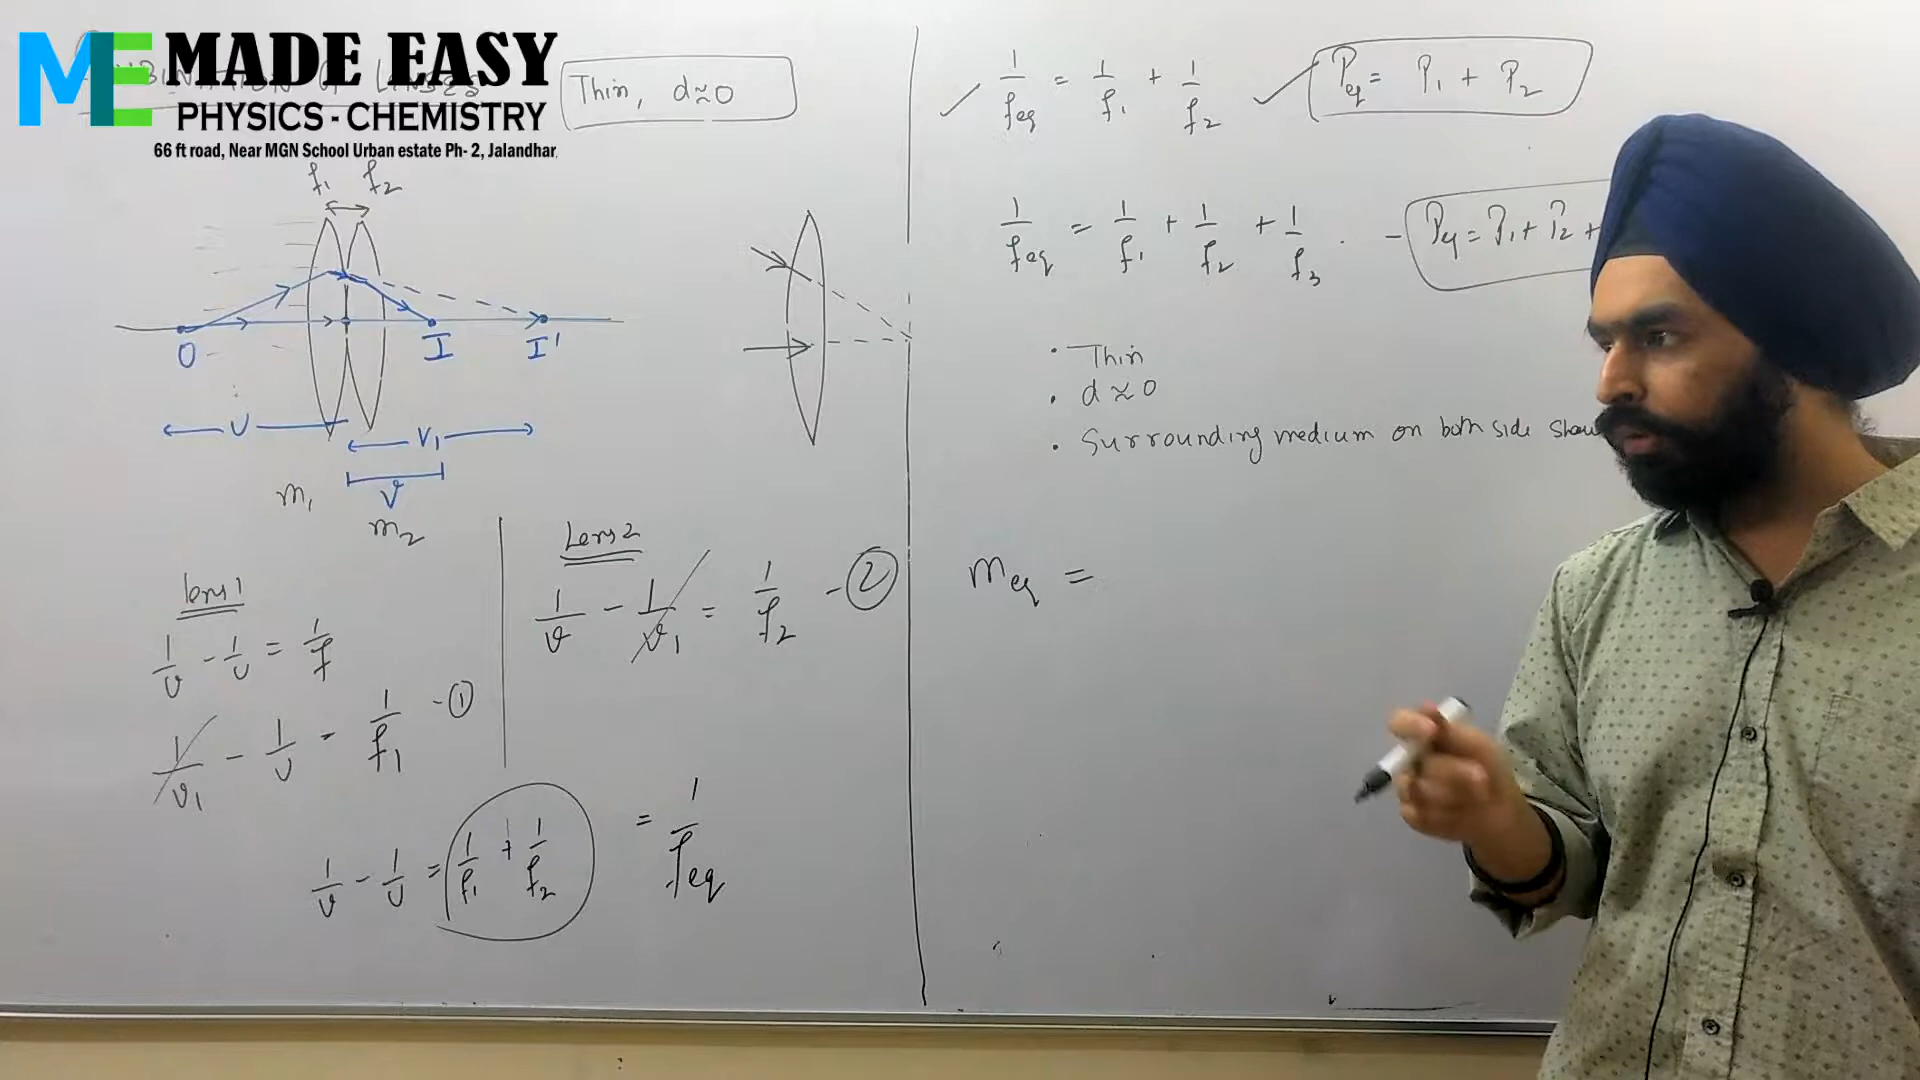 ME MADE EASY
PHYSICS - CHEMISTRY
66 ft road, Near MGN School Urban estate Ph- 2, Jalandhar
Thin, d≈0
f₁ f₂
O I I'
u v₁
v
m₁
m₂
lens 1
1/v - 1/u = 1/f
1/v₁ - 1/u = 1/f₁ - ①
Lens 2
1/v - 1/v₁ = 1/f₂ - ②
1/v - 1/u = 1/f₁ + 1/f₂ = 1/feq
1/feq = 1/f₁ + 1/f₂ Peq = P₁ + P₂
1/feq = 1/f₁ + 1/f₂ + 1/f₃ . - Peq = P₁ + P₂ +
· Thin
· d≈0
· Surrounding medium on both side
meq =